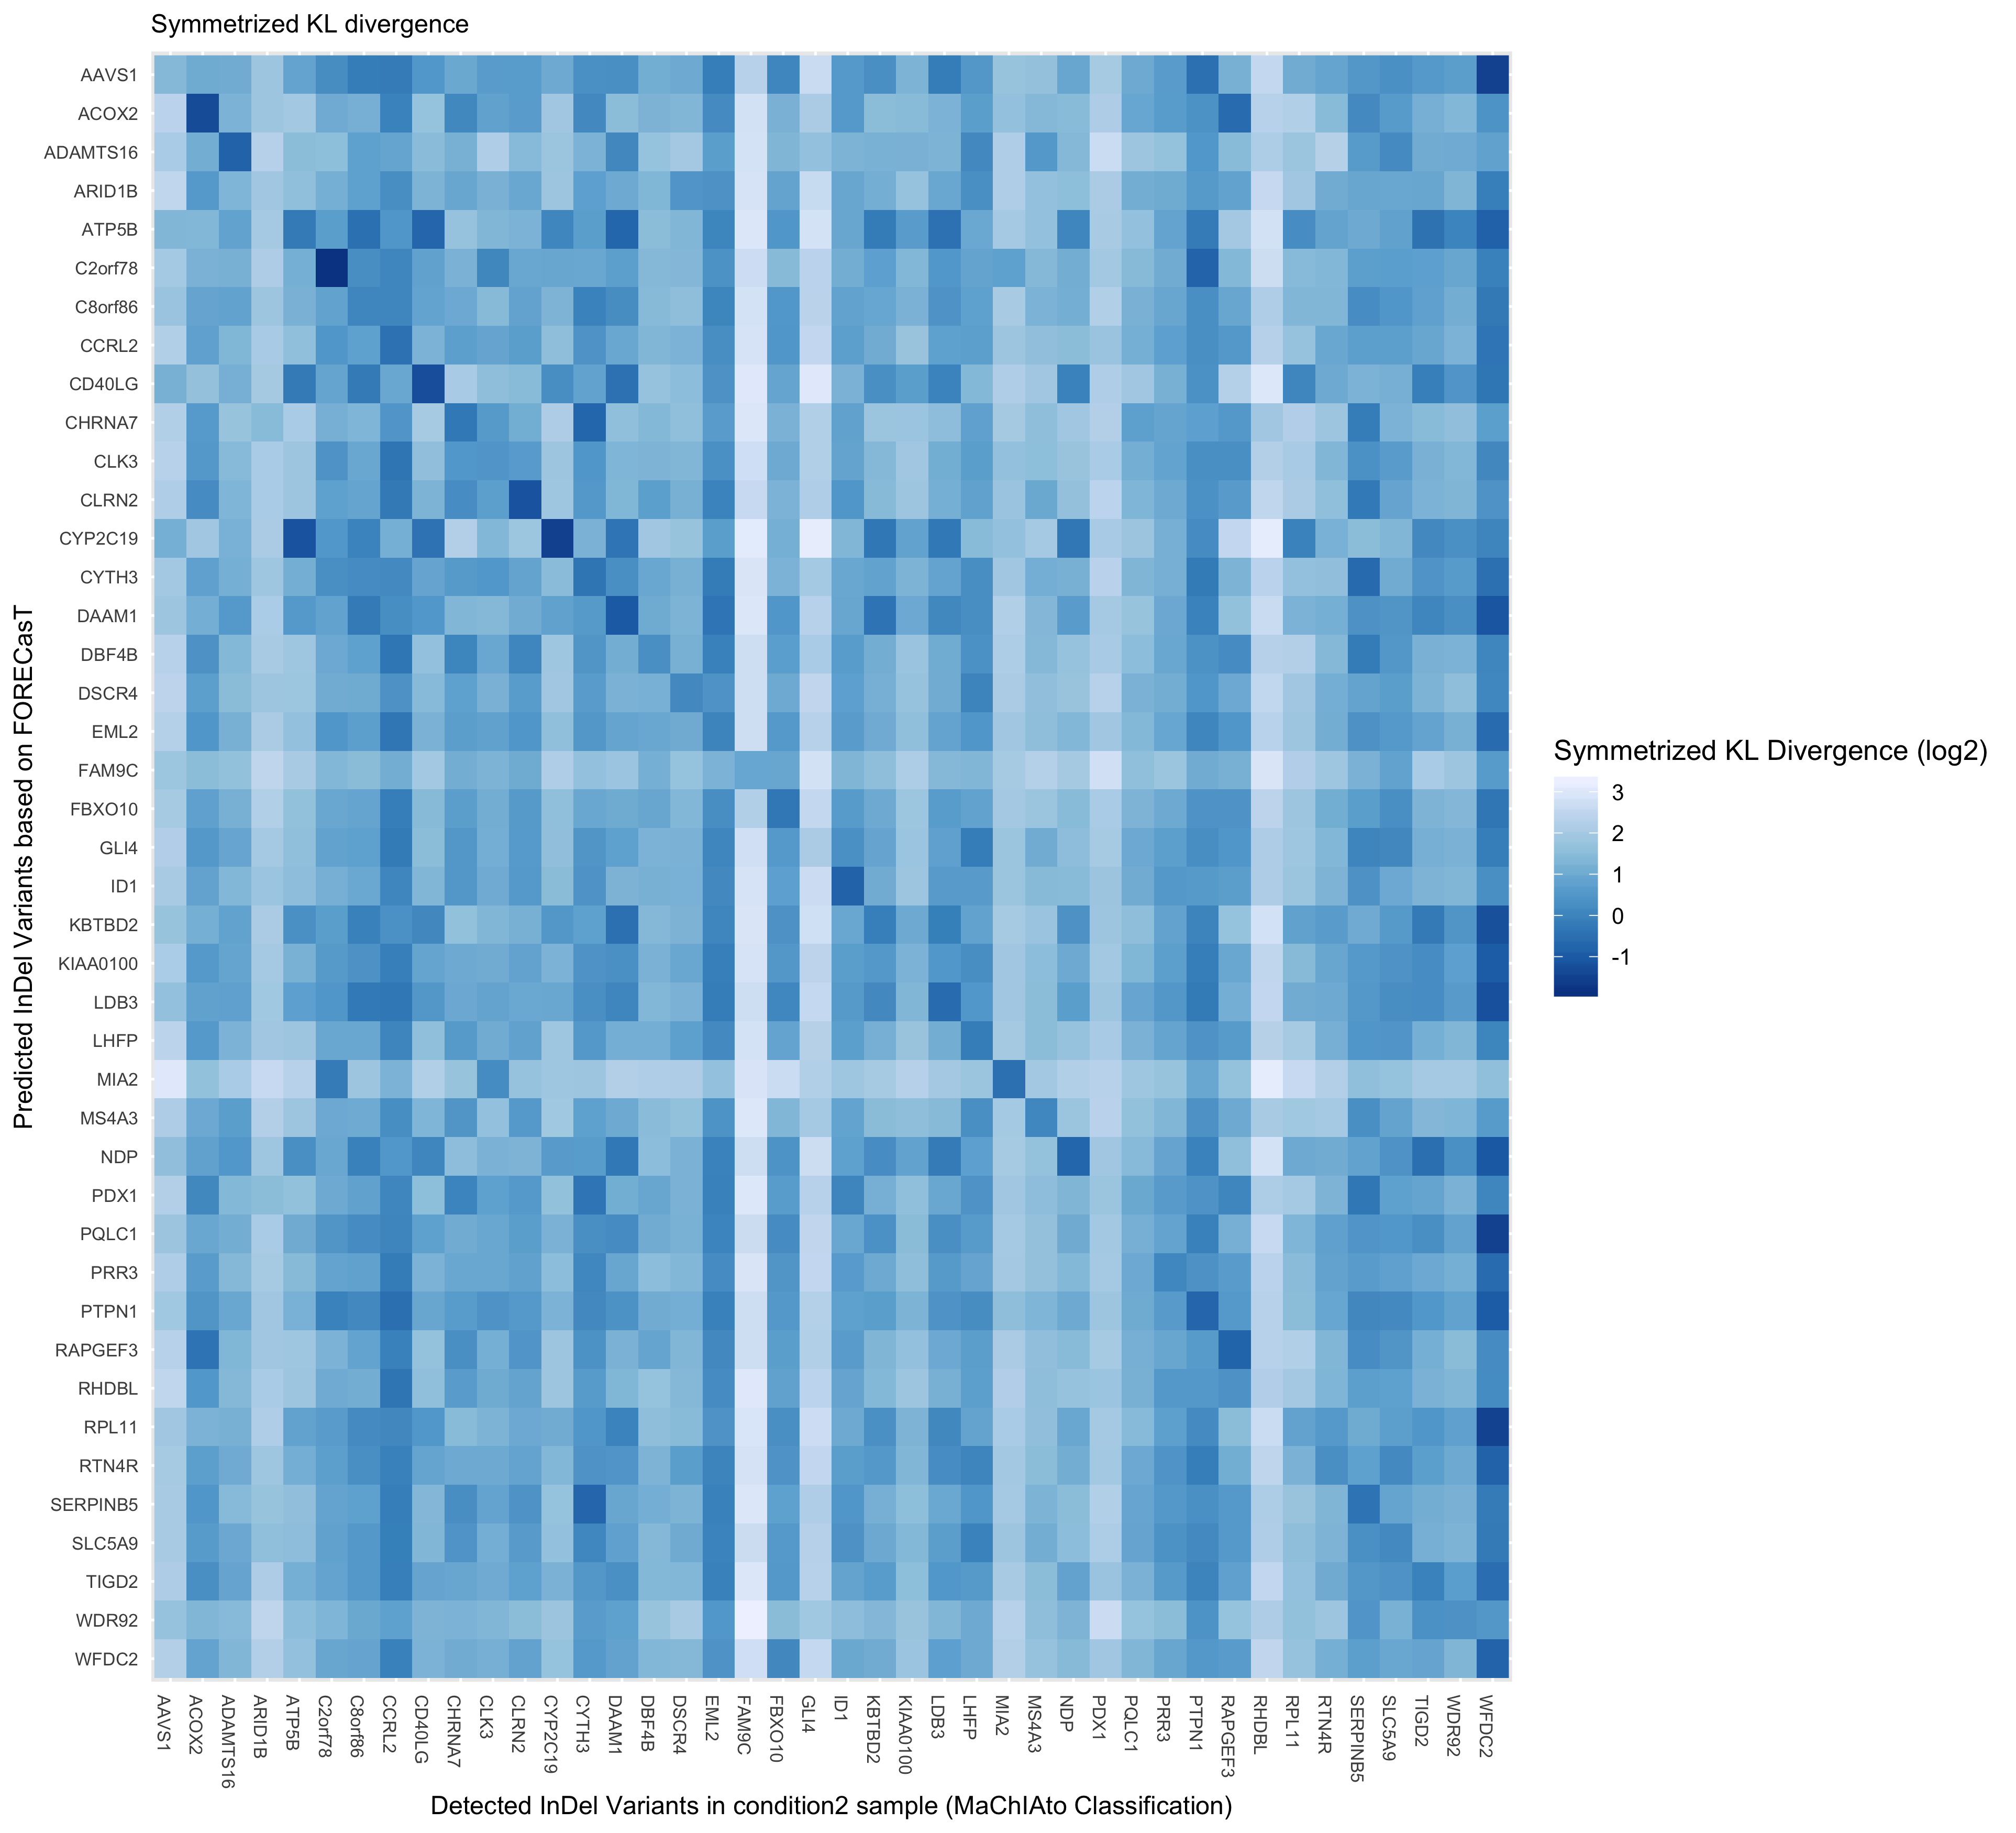 Symmetrized KL divergence
AAVS1
ACOX2
ADAMTS16
ARID1B
ATP5B
C2orf78
C8orf86
CCRL2
CD40LG
CHRNA7
CLK3
CLRN2
CYP2C19
CYTH3
DAAM1
DBF4B
DSCR4
EML2
FAM9C
FBXO10
GLI4
ID1
KBTBD2
KIAA0100
LDB3
LHFP
MIA2
MS4A3
NDP
PDX1
PQLC1
PRR3
PTPN1
RAPGEF3
RHDBL
RPL11
RTN4R
SERPINB5
SLC5A9
TIGD2
WDR92
WFDC2
Predicted InDel Variants based on FORECasT
AAVS1
ACOX2
ADAMTS16
ARID1B
ATP5B
C2orf78
C8orf86
CCRL2
CD40LG
CHRNA7
CLK3
CLRN2
CYP2C19
CYTH3
DAAM1
DBF4B
DSCR4
EML2
FAM9C
FBXO10
GLI4
ID1
KBTBD2
KIAA0100
LDB3
LHFP
MIA2
MS4A3
NDP
PDX1
PQLC1
PRR3
PTPN1
RAPGEF3
RHDBL
RPL11
RTN4R
SERPINB5
SLC5A9
TIGD2
WDR92
WFDC2
Detected InDel Variants in condition2 sample (MaChIAto Classification)
Symmetrized KL Divergence (log2)
3
2
1
0
-1